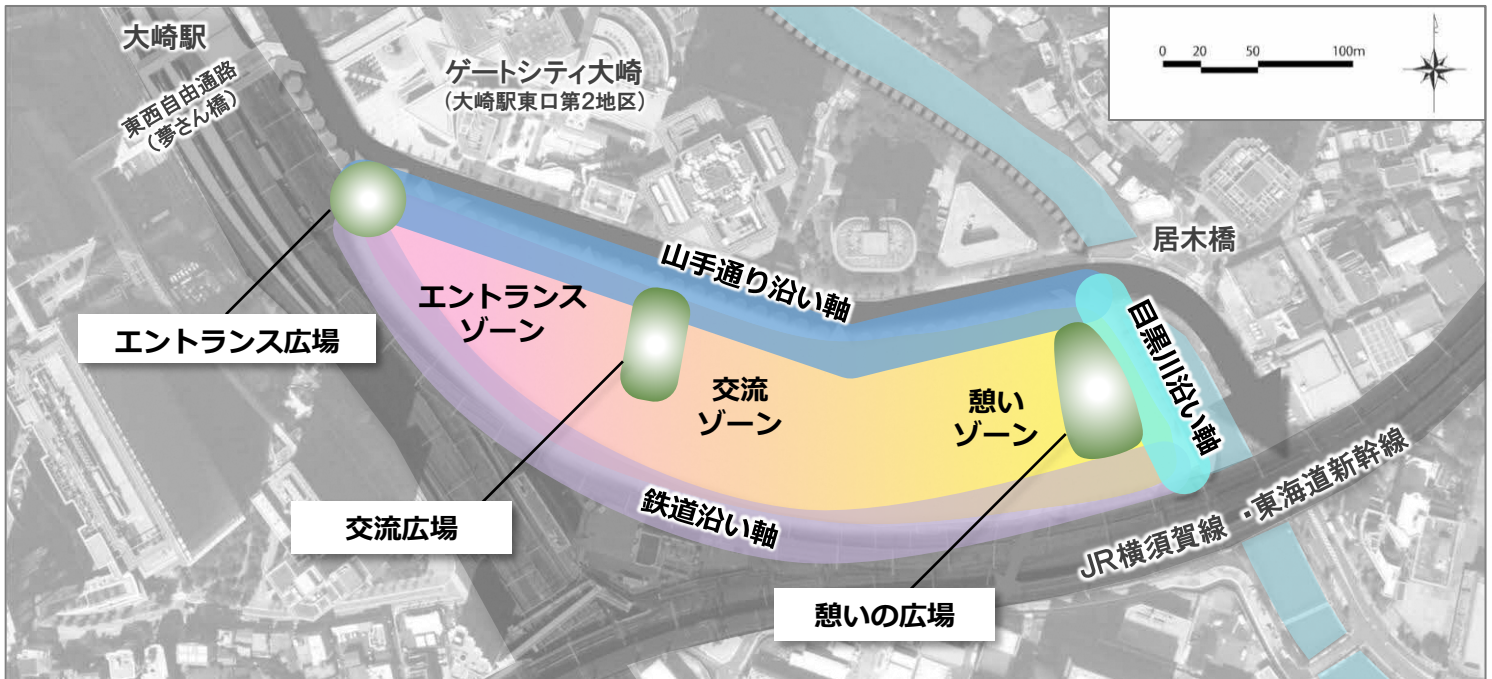 大崎駅
東西自由通路
（夢さん橋）
ゲートシティ大崎
(大崎駅東口第2地区)
0 20 50 100m
居木橋
山手通り沿い軸
エントランス
ゾーン
エントランス広場
目黒川沿い軸
交流
ゾーン
憩い
ゾーン
鉄道沿い軸
交流広場
憩いの広場
JR横須賀線・東海道新幹線